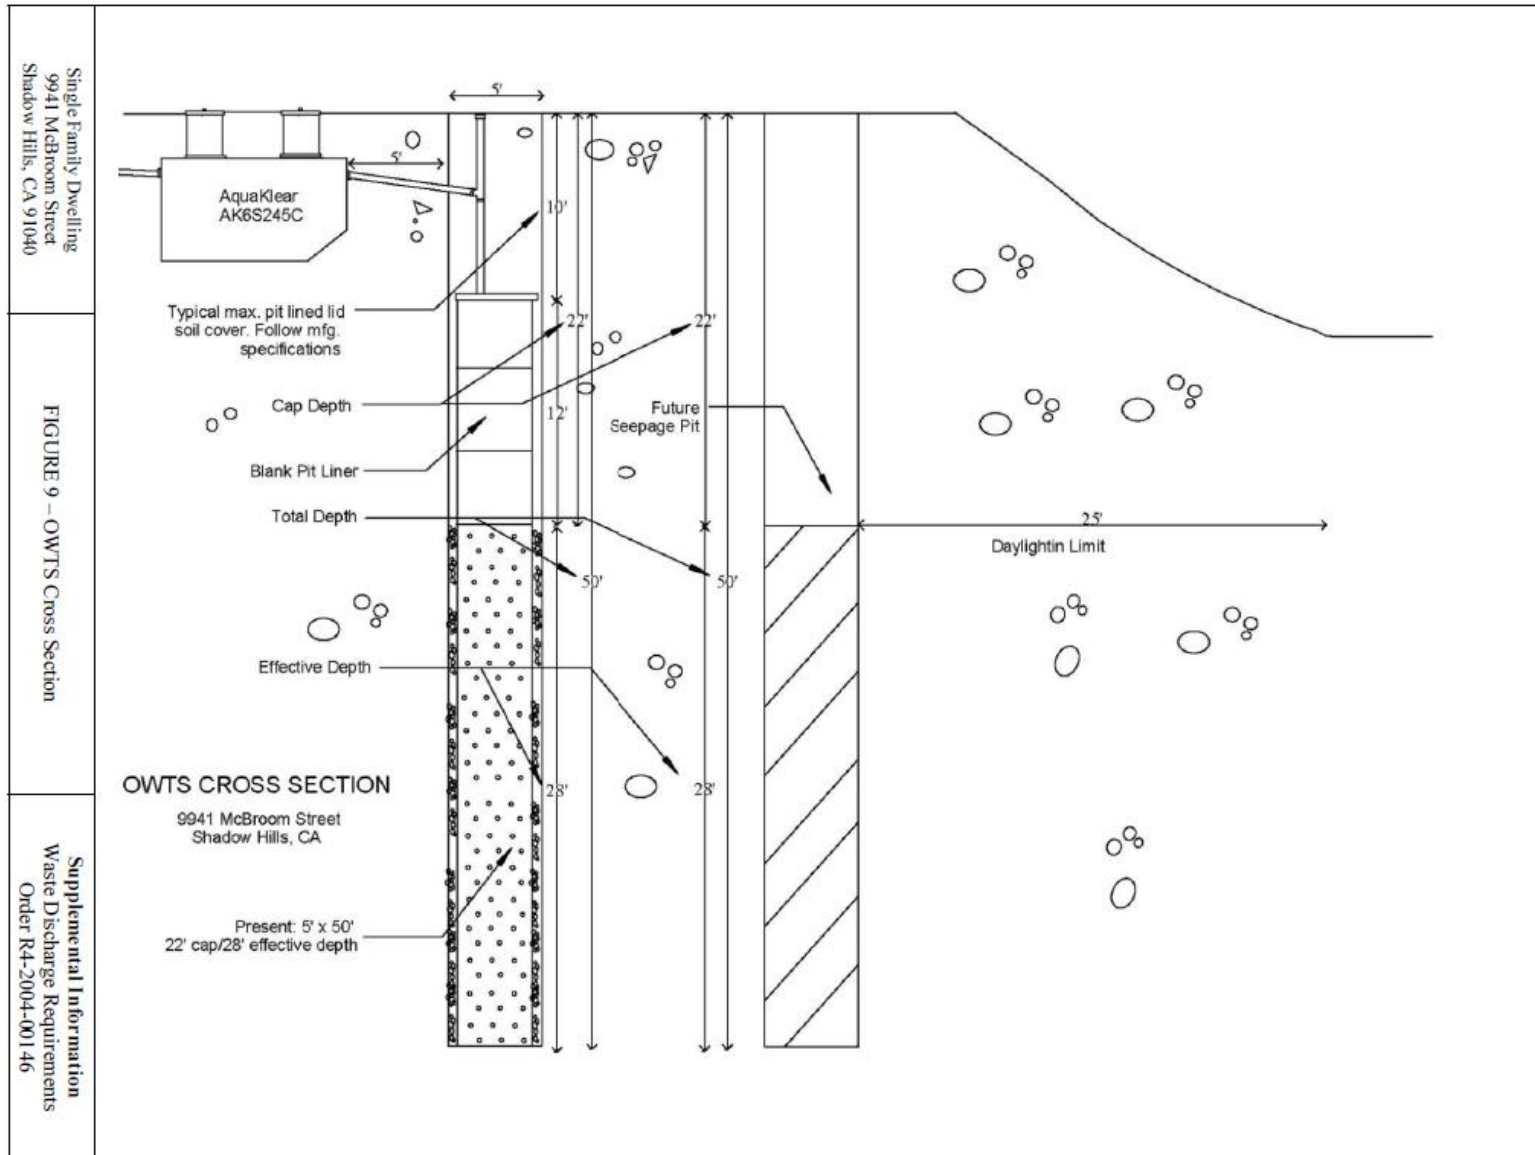 Single Family Dwelling
9941 McBroom Street
Shadow Hills, CA 91040
FIGURE 9 – OWTS Cross Section
Supplemental Information
Waste Discharge Requirements
Order R4-2004-00146
5'
5'
AquaKlear
AK6S245C
10'
Typical max. pit lined lid
soil cover. Follow mfg.
specifications
22'
22'
Cap Depth
12'
Future
Seepage Pit
Blank Pit Liner
Total Depth
25'
Daylightin Limit
50'
50'
Effective Depth
28'
28'
OWTS CROSS SECTION
9941 McBroom Street
Shadow Hills, CA
Present: 5' x 50'
22' cap/28' effective depth